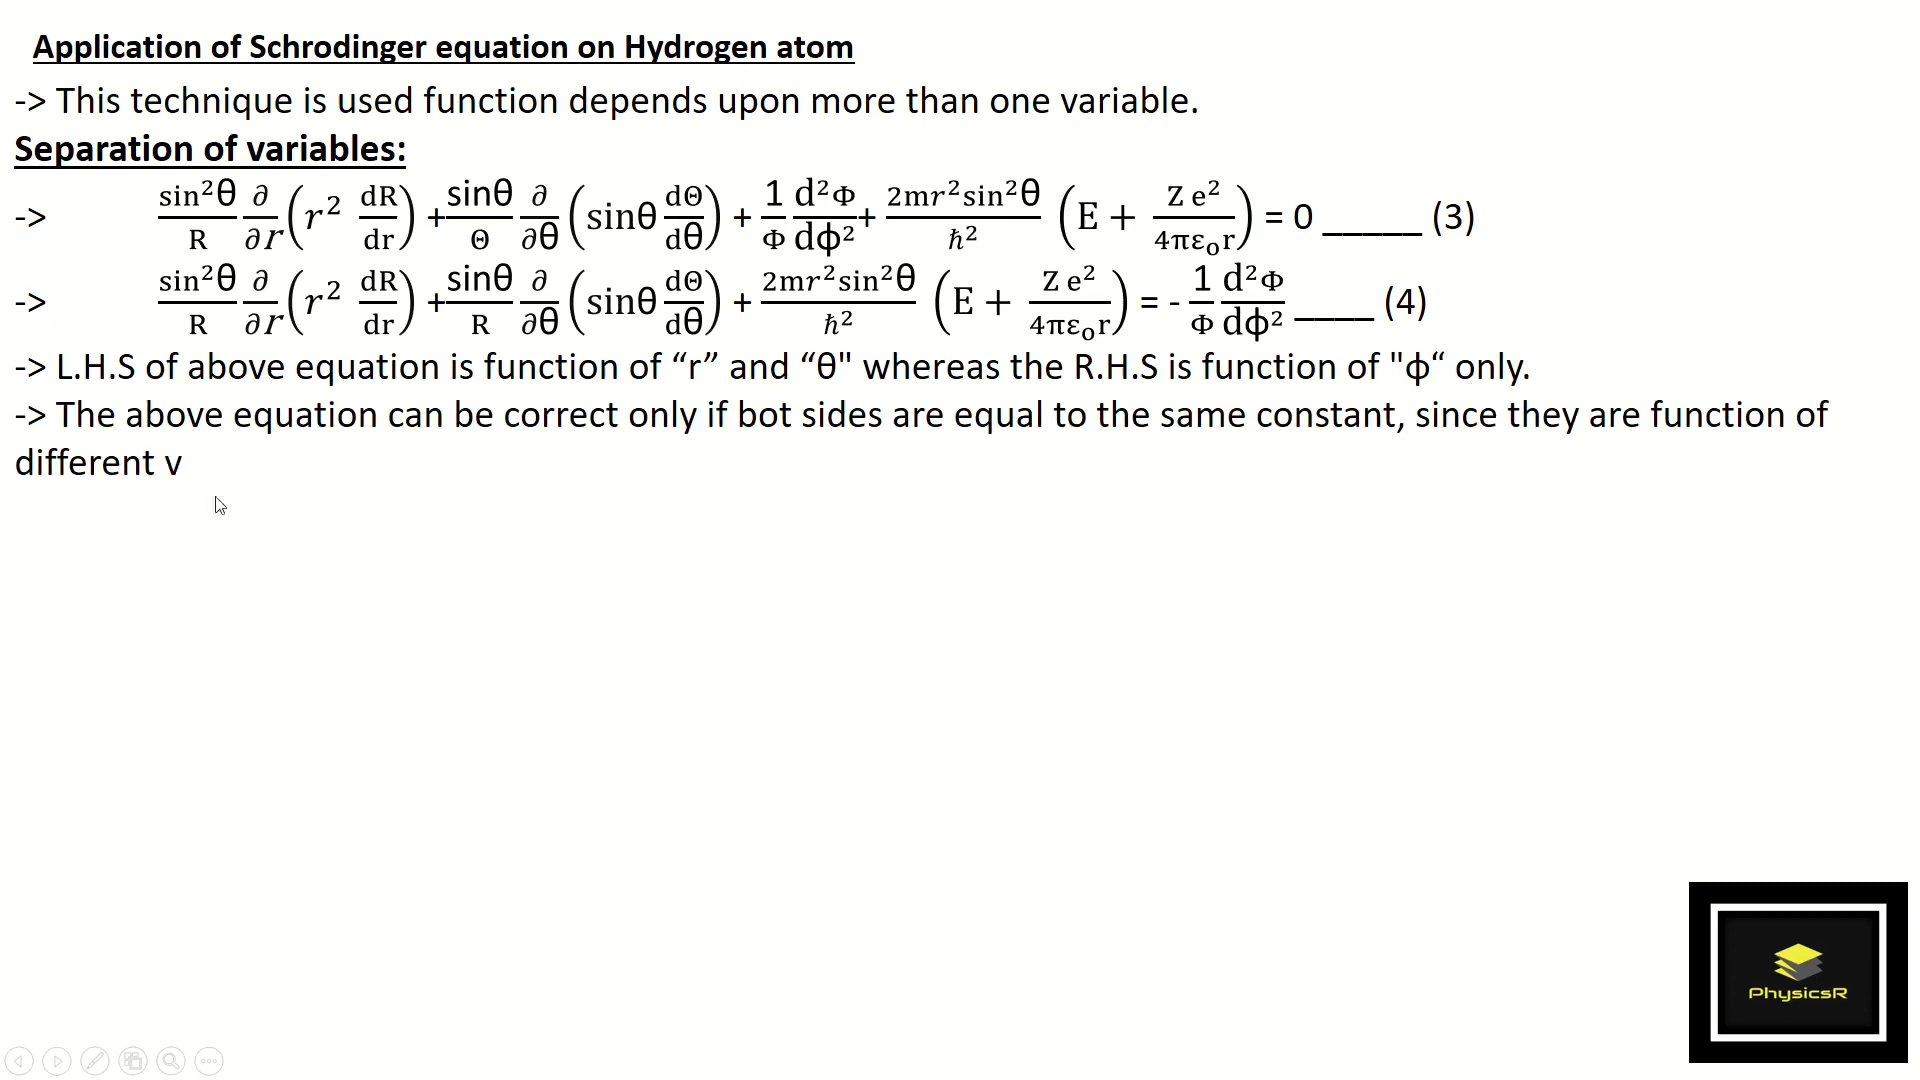 Application of Schrodinger equation on Hydrogen atom
-> This technique is used function depends upon more than one variable.
Separation of variables:
-> sin²θ/R ∂/∂r (r² dR/dr) + sinθ/Θ ∂/∂θ (sinθ dΘ/dθ) + 1/Φ d²Φ/dϕ² + 2mr²sin²θ/ℏ² (E + Z e²/4πε₀r) = 0 _____ (3)
-> sin²θ/R ∂/∂r (r² dR/dr) + sinθ/R ∂/∂θ (sinθ dΘ/dθ) + 2mr²sin²θ/ℏ² (E + Z e²/4πε₀r) = - 1/Φ d²Φ/dϕ² ____ (4)
-> L.H.S of above equation is function of “r” and “θ" whereas the R.H.S is function of "ϕ“ only.
-> The above equation can be correct only if bot sides are equal to the same constant, since they are function of
different v
PhysicsR